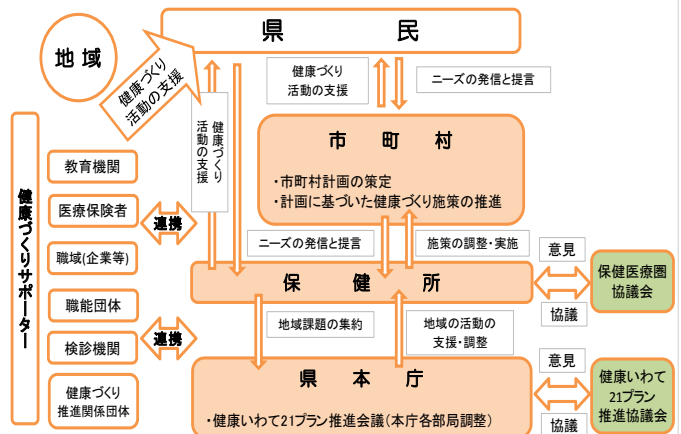 県　民
地 域
健康づくり
活動の支援
健康づくり
活動の支援
ニーズの発信と提言
健康づくり
活動の支援
市　町　村
・市町村計画の策定
・計画に基づいた健康づくり施策の推進
健康づくりサポーター
教育機関
医療保険者
職域(企業等)
職能団体
検診機関
健康づくり
推進関係団体
連携
連携
ニーズの発信と提言
施策の調整・実施
保　健　所
意見
協議
保健医療圏
協議会
地域課題の集約
地域の活動の
支援・調整
県　本　庁
・健康いわて21プラン推進会議(本庁各部局調整)
意見
協議
健康いわて
21プラン
推進協議会